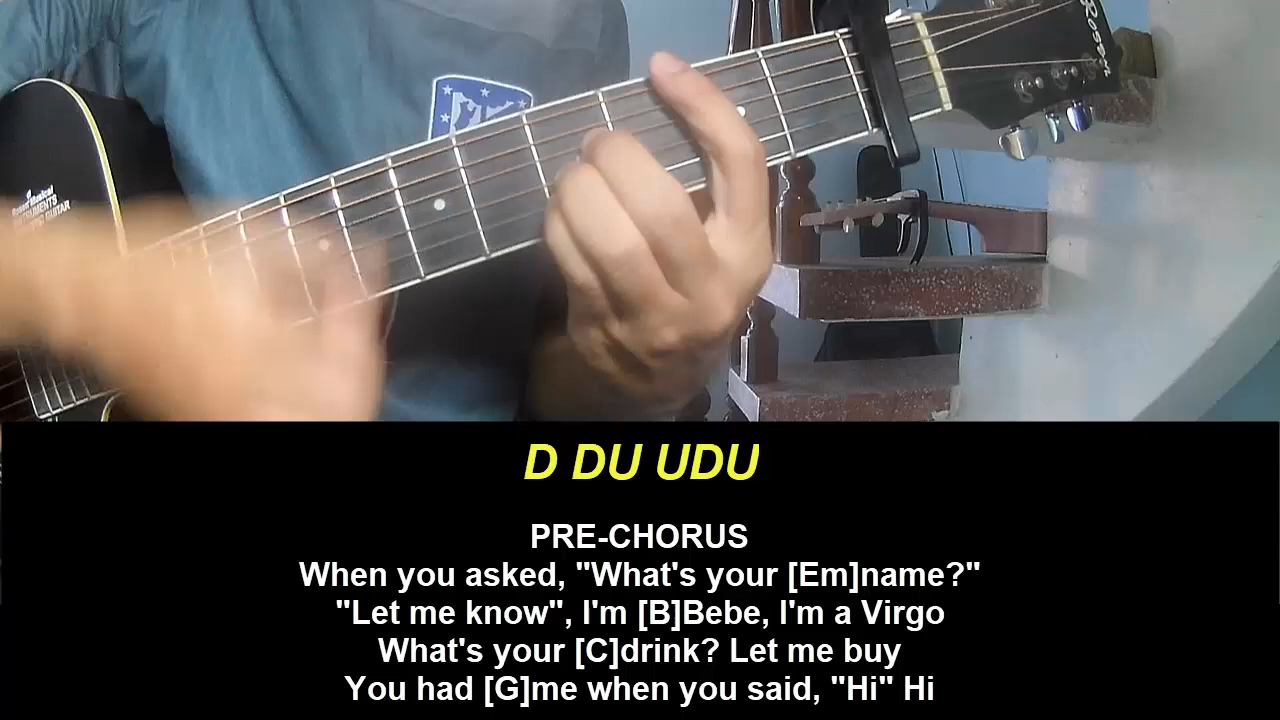 D DU UDU
PRE-CHORUS
When you asked, "What's your [Em]name?"
"Let me know", I'm [B]Bebe, I'm a Virgo
What's your [C]drink? Let me buy
You had [G]me when you said, "Hi" Hi